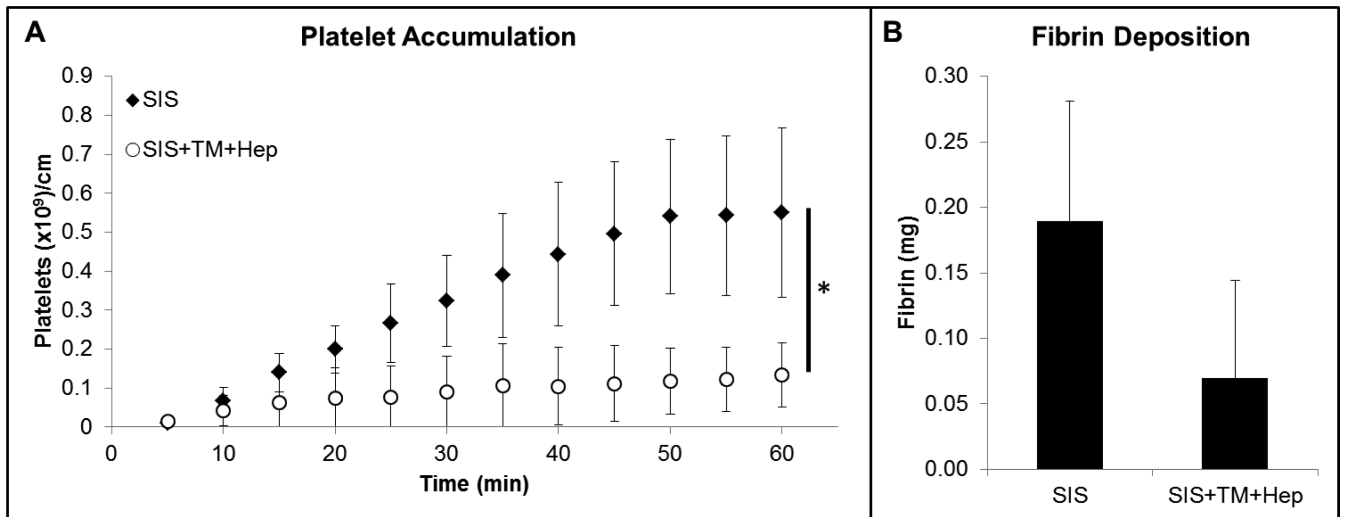 A
Platelet Accumulation
Platelets (x10⁹)/cm
0.9
0.8
0.7
0.6
0.5
0.4
0.3
0.2
0.1
0
SIS
SIS+TM+Hep
*
0 10 20 30 40 50 60
Time (min)
B
Fibrin Deposition
Fibrin (mg)
0.30
0.25
0.20
0.15
0.10
0.05
0.00
SIS SIS+TM+Hep